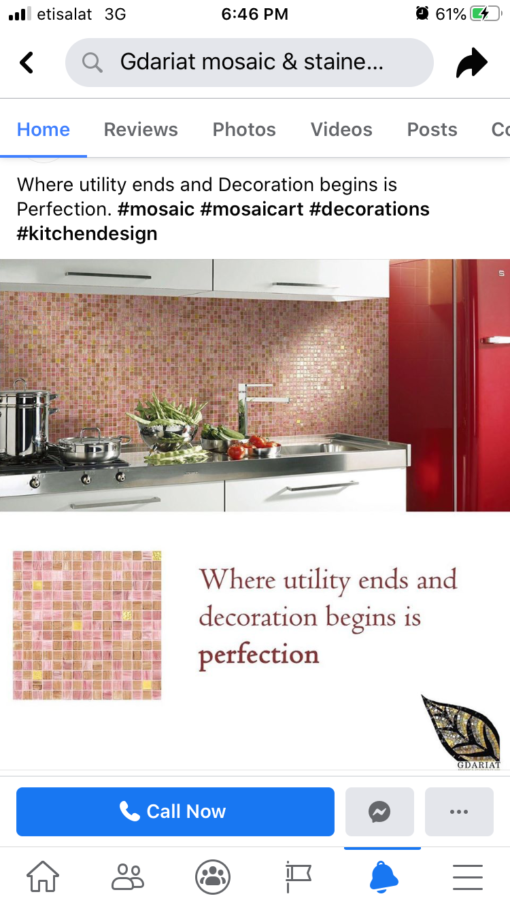 etisalat 3G 6:46 PM 61%
Gdariat mosaic & staine...
Home Reviews Photos Videos Posts Co
Where utility ends and Decoration begins is
Perfection. #mosaic #mosaicart #decorations
#kitchendesign
Where utility ends and
decoration begins is
perfection
GDARIAT
Call Now